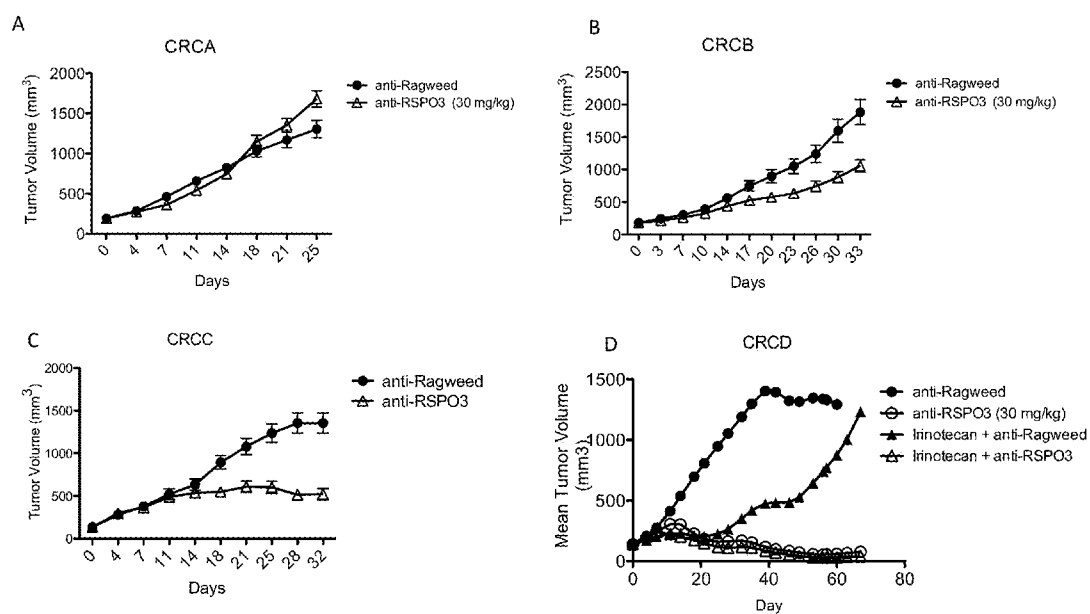 A
CRCA
Tumor Volume (mm³)
2000
1500
1000
500
0
0 4 7 11 14 18 21 25
Days
anti-Ragweed
anti-RSPO3 (30 mg/kg)
B
CRCB
Tumor Volume (mm³)
2500
2000
1500
1000
500
0
0 3 7 10 14 17 20 23 26 30 33
Days
anti-Ragweed
anti-RSPO3 (30 mg/kg)
C
CRCC
Tumor Volume (mm³)
2000
1500
1000
500
0
0 4 7 11 14 18 21 25 28 32
Days
anti-Ragweed
anti-RSPO3
D
CRCD
Mean Tumor Volume
(mm3)
1500
1000
500
0
0 20 40 60 80
Day
anti-Ragweed
anti-RSPO3 (30 mg/kg)
Irinotecan + anti-Ragweed
Irinotecan + anti-RSPO3